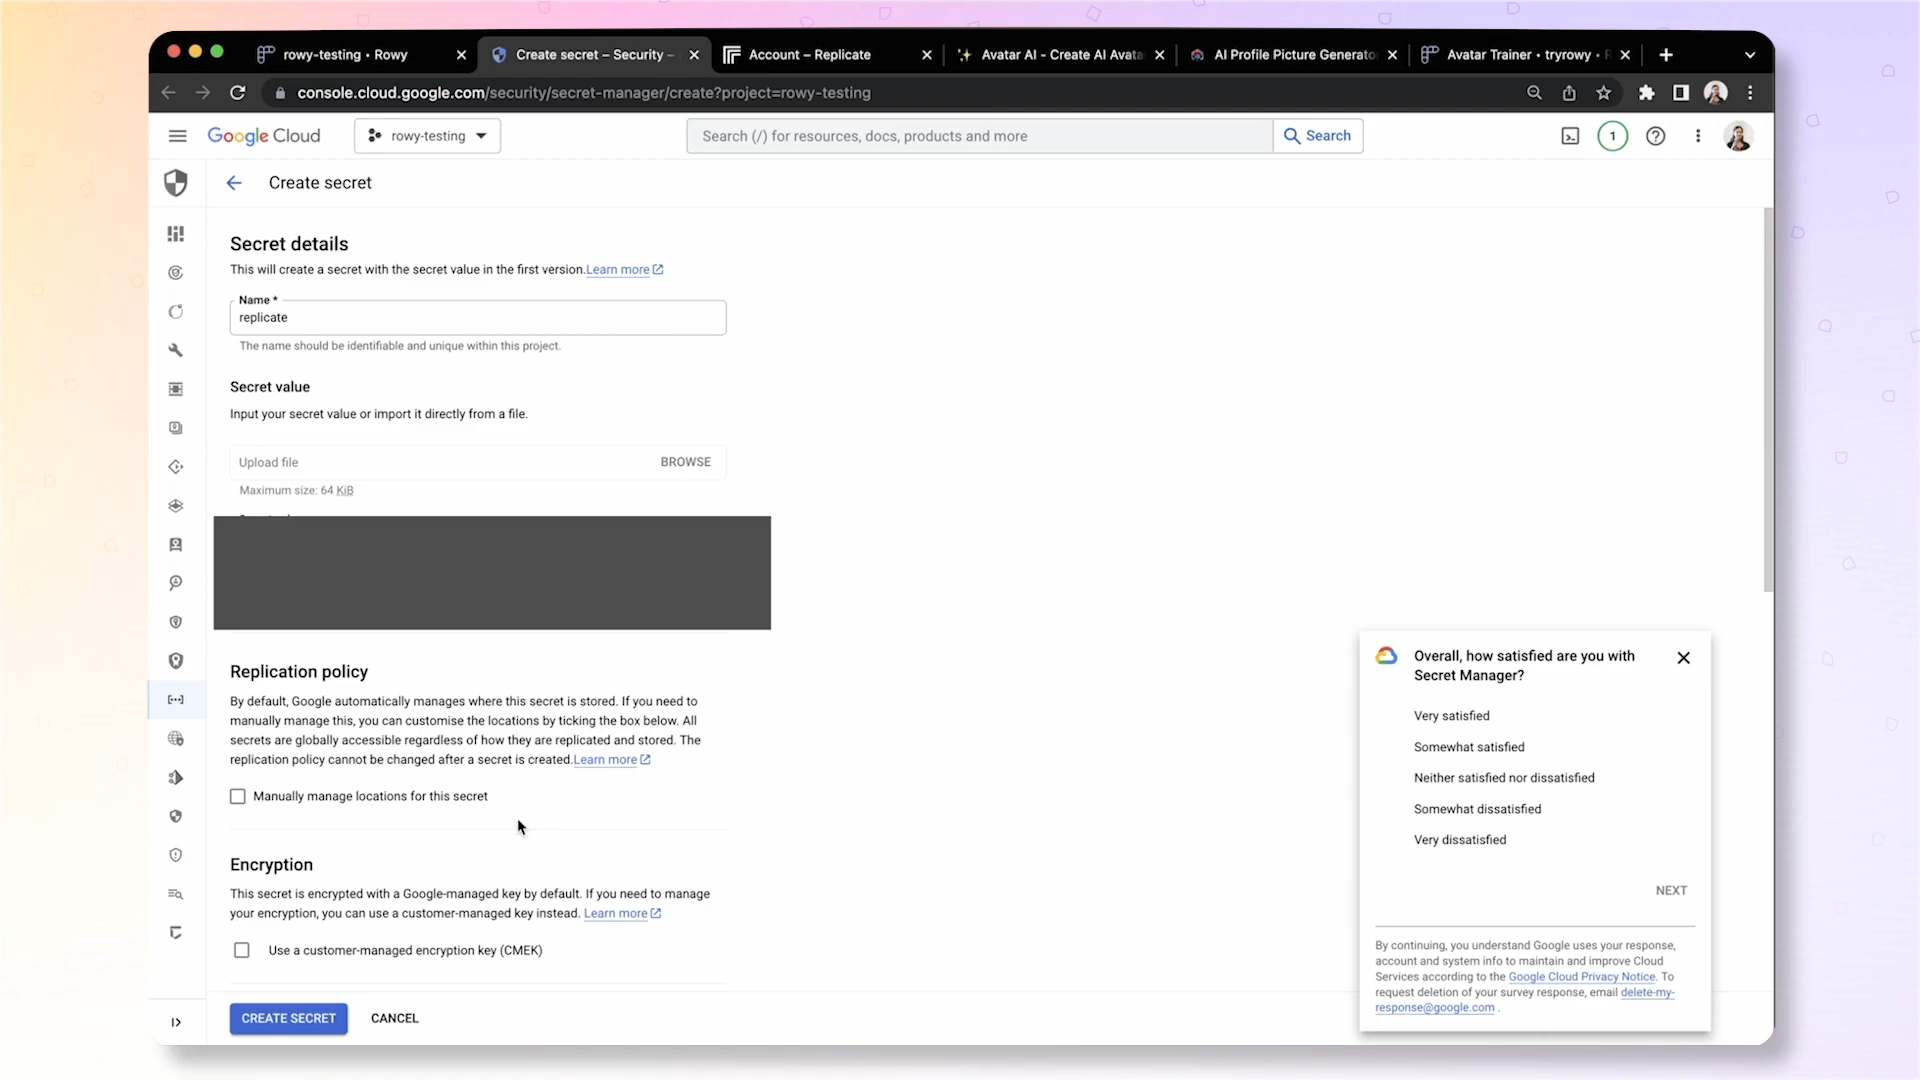 rowy-testing • Rowy
Create secret – Security –
Account – Replicate
Avatar AI - Create AI Avata
AI Profile Picture Generato
Avatar Trainer • tryrowy •
console.cloud.google.com/security/secret-manager/create?project=rowy-testing
Google Cloud
rowy-testing
Search (/) for resources, docs, products and more
Search
1
Create secret
Secret details
This will create a secret with the secret value in the first version. Learn more
Name *
replicate
The name should be identifiable and unique within this project.
Secret value
Input your secret value or import it directly from a file.
Upload file
BROWSE
Maximum size: 64 KiB
Replication policy
By default, Google automatically manages where this secret is stored. If you need to
manually manage this, you can customise the locations by ticking the box below. All
secrets are globally accessible regardless of how they are replicated and stored. The
replication policy cannot be changed after a secret is created. Learn more
Manually manage locations for this secret
Encryption
This secret is encrypted with a Google-managed key by default. If you need to manage
your encryption, you can use a customer-managed key instead. Learn more
Use a customer-managed encryption key (CMEK)
CREATE SECRET
CANCEL
Overall, how satisfied are you with
Secret Manager?
Very satisfied
Somewhat satisfied
Neither satisfied nor dissatisfied
Somewhat dissatisfied
Very dissatisfied
NEXT
By continuing, you understand Google uses your response,
account and system info to maintain and improve Cloud
Services according to the Google Cloud Privacy Notice. To
request deletion of your survey response, email delete-my-
response@google.com .